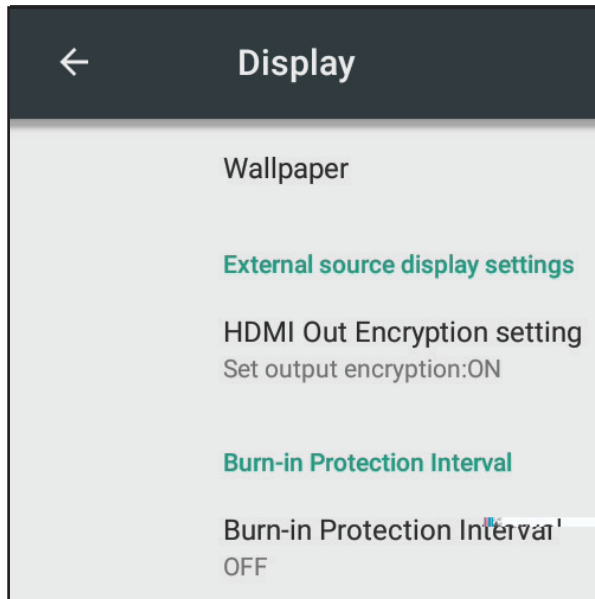 Display
Wallpaper
External source display settings
HDMI Out Encryption setting
Set output encryption:ON
Burn-in Protection Interval
Burn-in Protection Interval
OFF